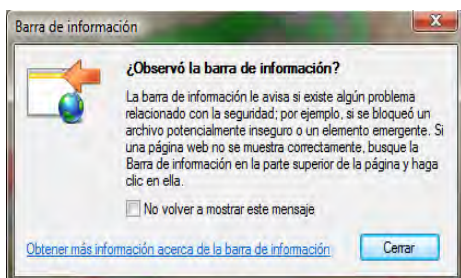 Barra de información
¿Observó la barra de información?
La barra de información le avisa si existe algún problema
relacionado con la seguridad; por ejemplo, si se bloqueó un
archivo potencialmente inseguro o un elemento emergente. Si
una página web no se muestra correctamente, busque la
Barra de información en la parte superior de la página y haga
clic en ella.
No volver a mostrar este mensaje
Obtener más información acerca de la barra de información
Cerrar